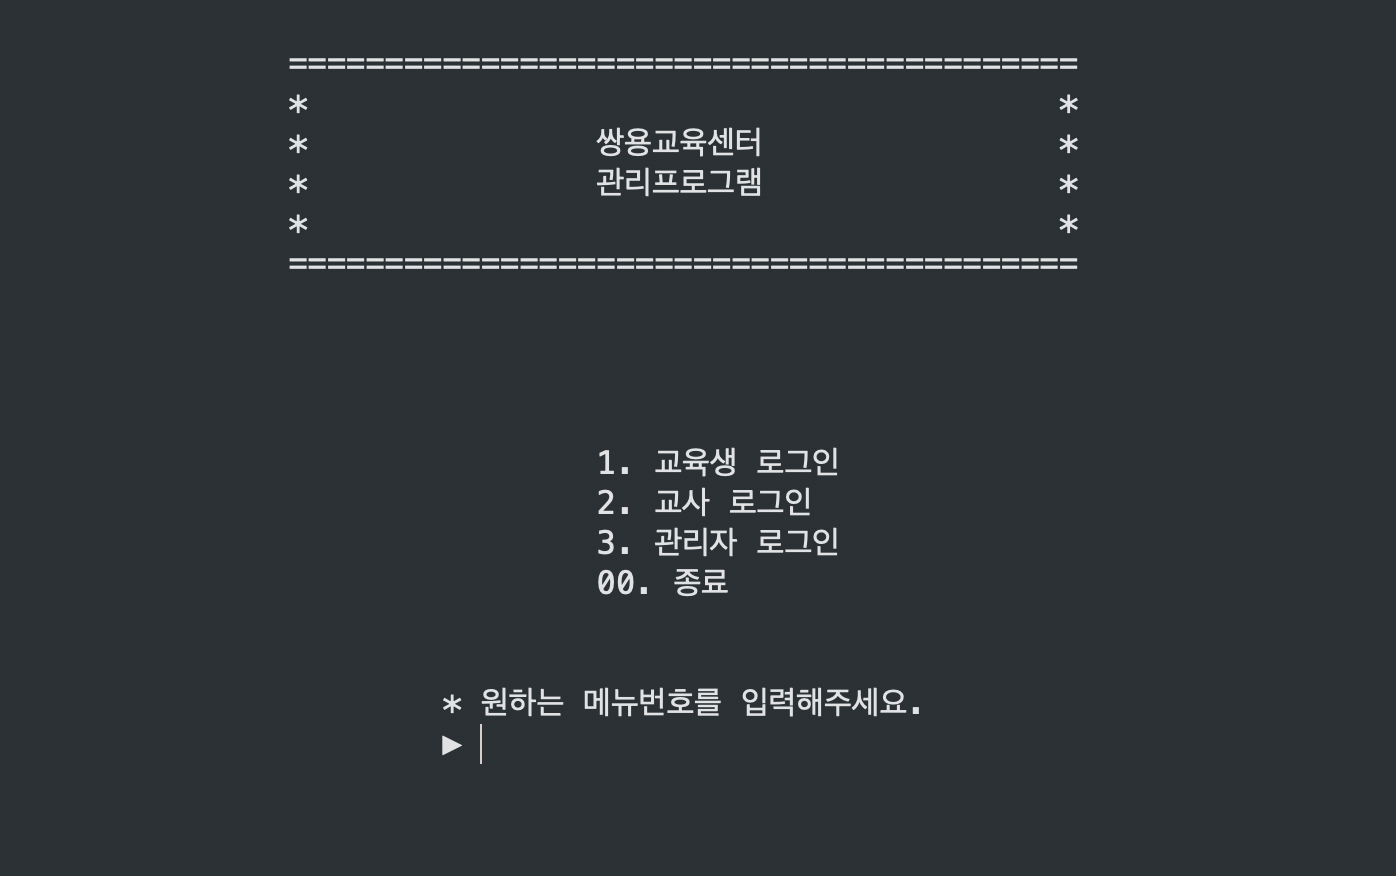 =========================================
* *
* 쌍용교육센터 *
* 관리프로그램 *
* *
=========================================
1. 교육생 로그인
2. 교사 로그인
3. 관리자 로그인
00. 종료
* 원하는 메뉴번호를 입력해주세요.
▶